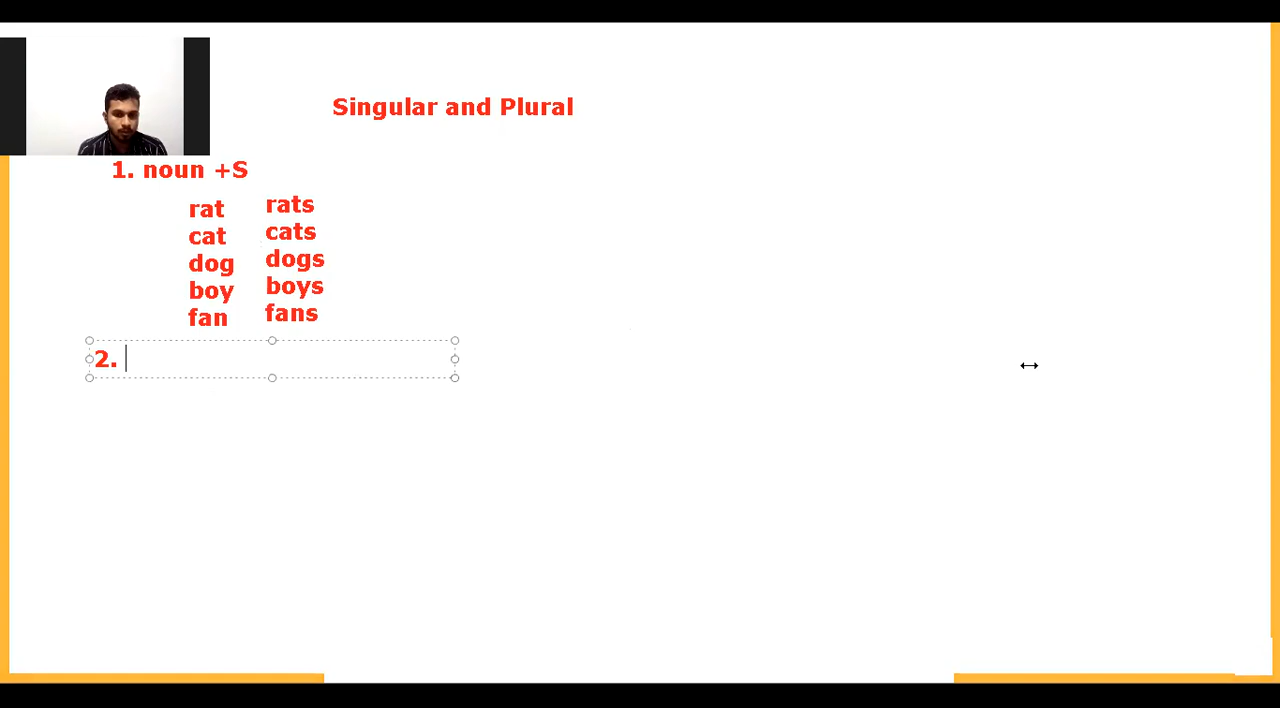 Singular and Plural
1. noun +S
rat rats
cat cats
dog dogs
boy boys
fan fans
2.